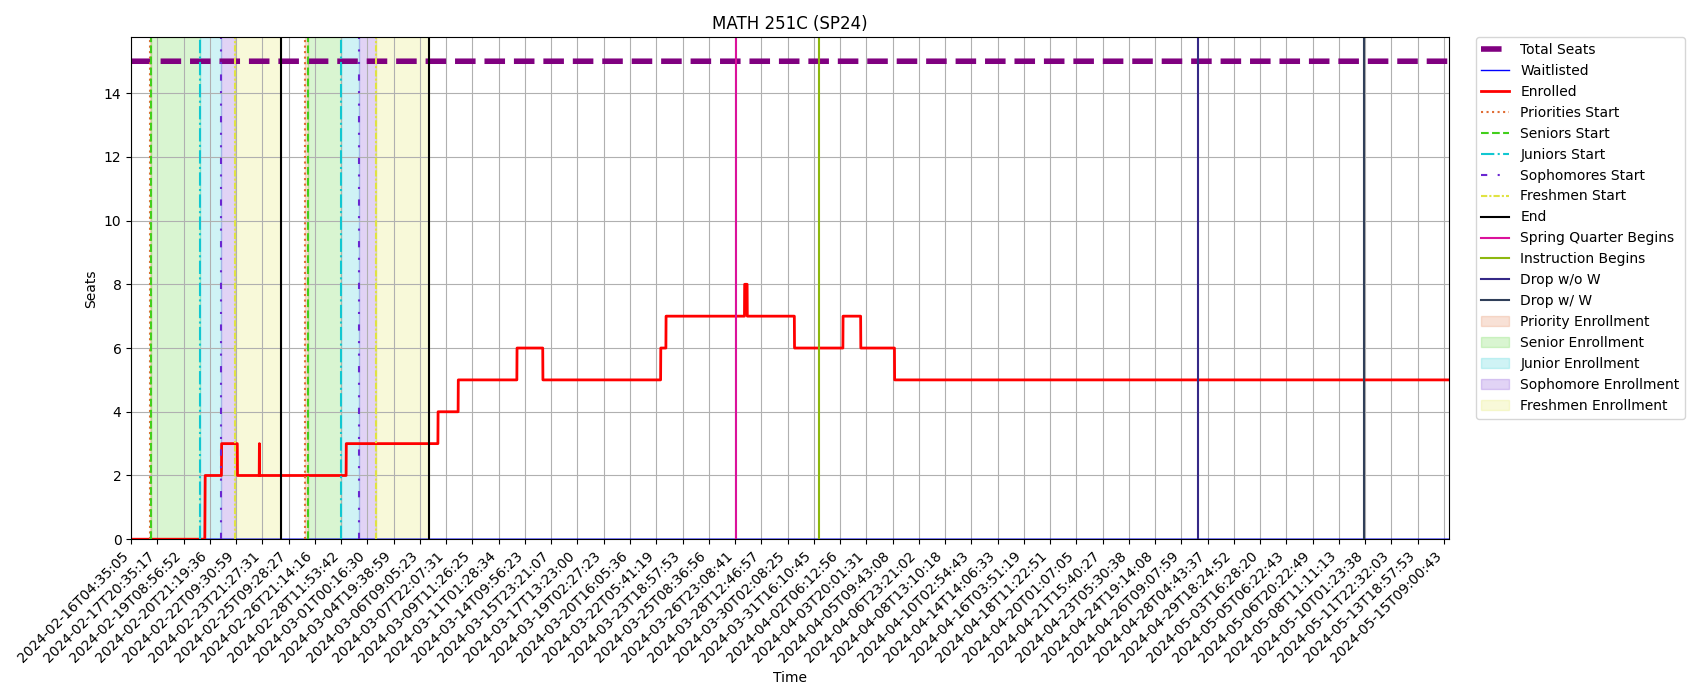 MATH 251C (SP24)
14
12
10
8
6
4
2
0
Seats
2024-02-16T04:35:05
2024-02-17T20:35:17
2024-02-19T08:56:52
2024-02-20T21:19:36
2024-02-22T09:30:59
2024-02-23T21:27:31
2024-02-25T09:28:27
2024-02-26T21:14:16
2024-02-28T11:53:42
2024-03-01T00:16:30
2024-03-04T19:38:59
2024-03-06T09:05:23
2024-03-07T22:07:31
2024-03-11T01:28:34
2024-03-14T09:56:23
2024-03-15T23:21:07
2024-03-17T13:23:00
2024-03-19T02:27:23
2024-03-20T16:05:36
2024-03-22T05:41:19
2024-03-23T18:57:53
2024-03-25T08:36:56
2024-03-26T23:08:41
2024-03-28T12:46:57
2024-03-30T02:08:25
2024-03-31T16:10:45
2024-04-02T06:12:56
2024-04-03T20:01:31
2024-04-05T09:43:08
2024-04-06T23:21:02
2024-04-08T13:10:18
2024-04-10T02:54:43
2024-04-14T14:06:33
2024-04-16T03:51:19
2024-04-18T11:22:51
2024-04-20T01:07:05
2024-04-21T15:40:27
2024-04-23T05:30:38
2024-04-24T19:14:08
2024-04-26T09:07:59
2024-04-28T04:43:37
2024-04-29T18:24:52
2024-05-03T16:28:20
2024-05-05T06:22:43
2024-05-06T20:22:49
2024-05-08T11:11:13
2024-05-10T01:23:38
2024-05-11T22:32:03
2024-05-13T18:57:53
2024-05-15T09:00:43
Time
Total Seats
Waitlisted
Enrolled
Priorities Start
Seniors Start
Juniors Start
Sophomores Start
Freshmen Start
End
Spring Quarter Begins
Instruction Begins
Drop w/o W
Drop w/ W
Priority Enrollment
Senior Enrollment
Junior Enrollment
Sophomore Enrollment
Freshmen Enrollment